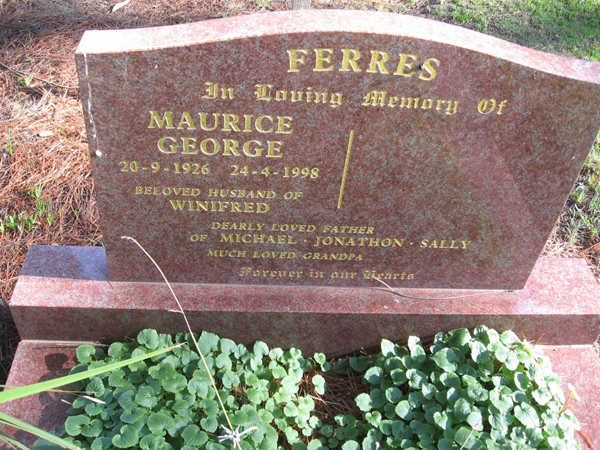 FERRES
In Loving Memory Of
MAURICE
GEORGE
20-9-1926 24-4-1998
BELOVED HUSBAND OF
WINIFRED
DEARLY LOVED FATHER
OF MICHAEL · JONATHON · SALLY
MUCH LOVED GRANDPA
Forever in our Hearts